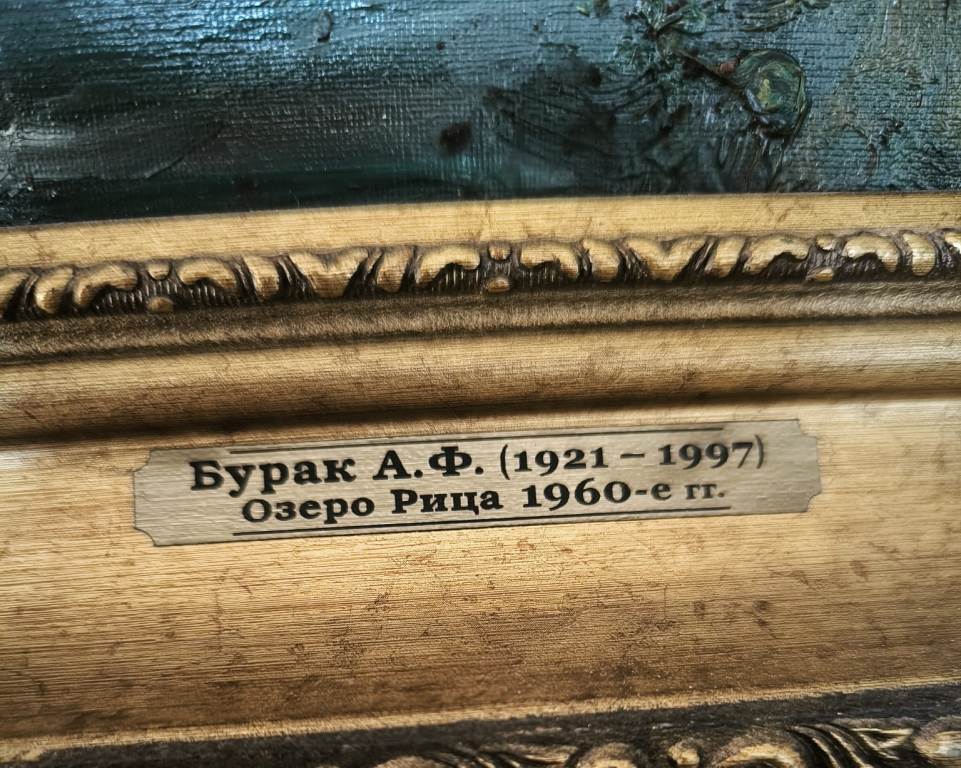 Бурак А.Ф. (1921 – 1997)
Озеро Рица 1960-е гг.